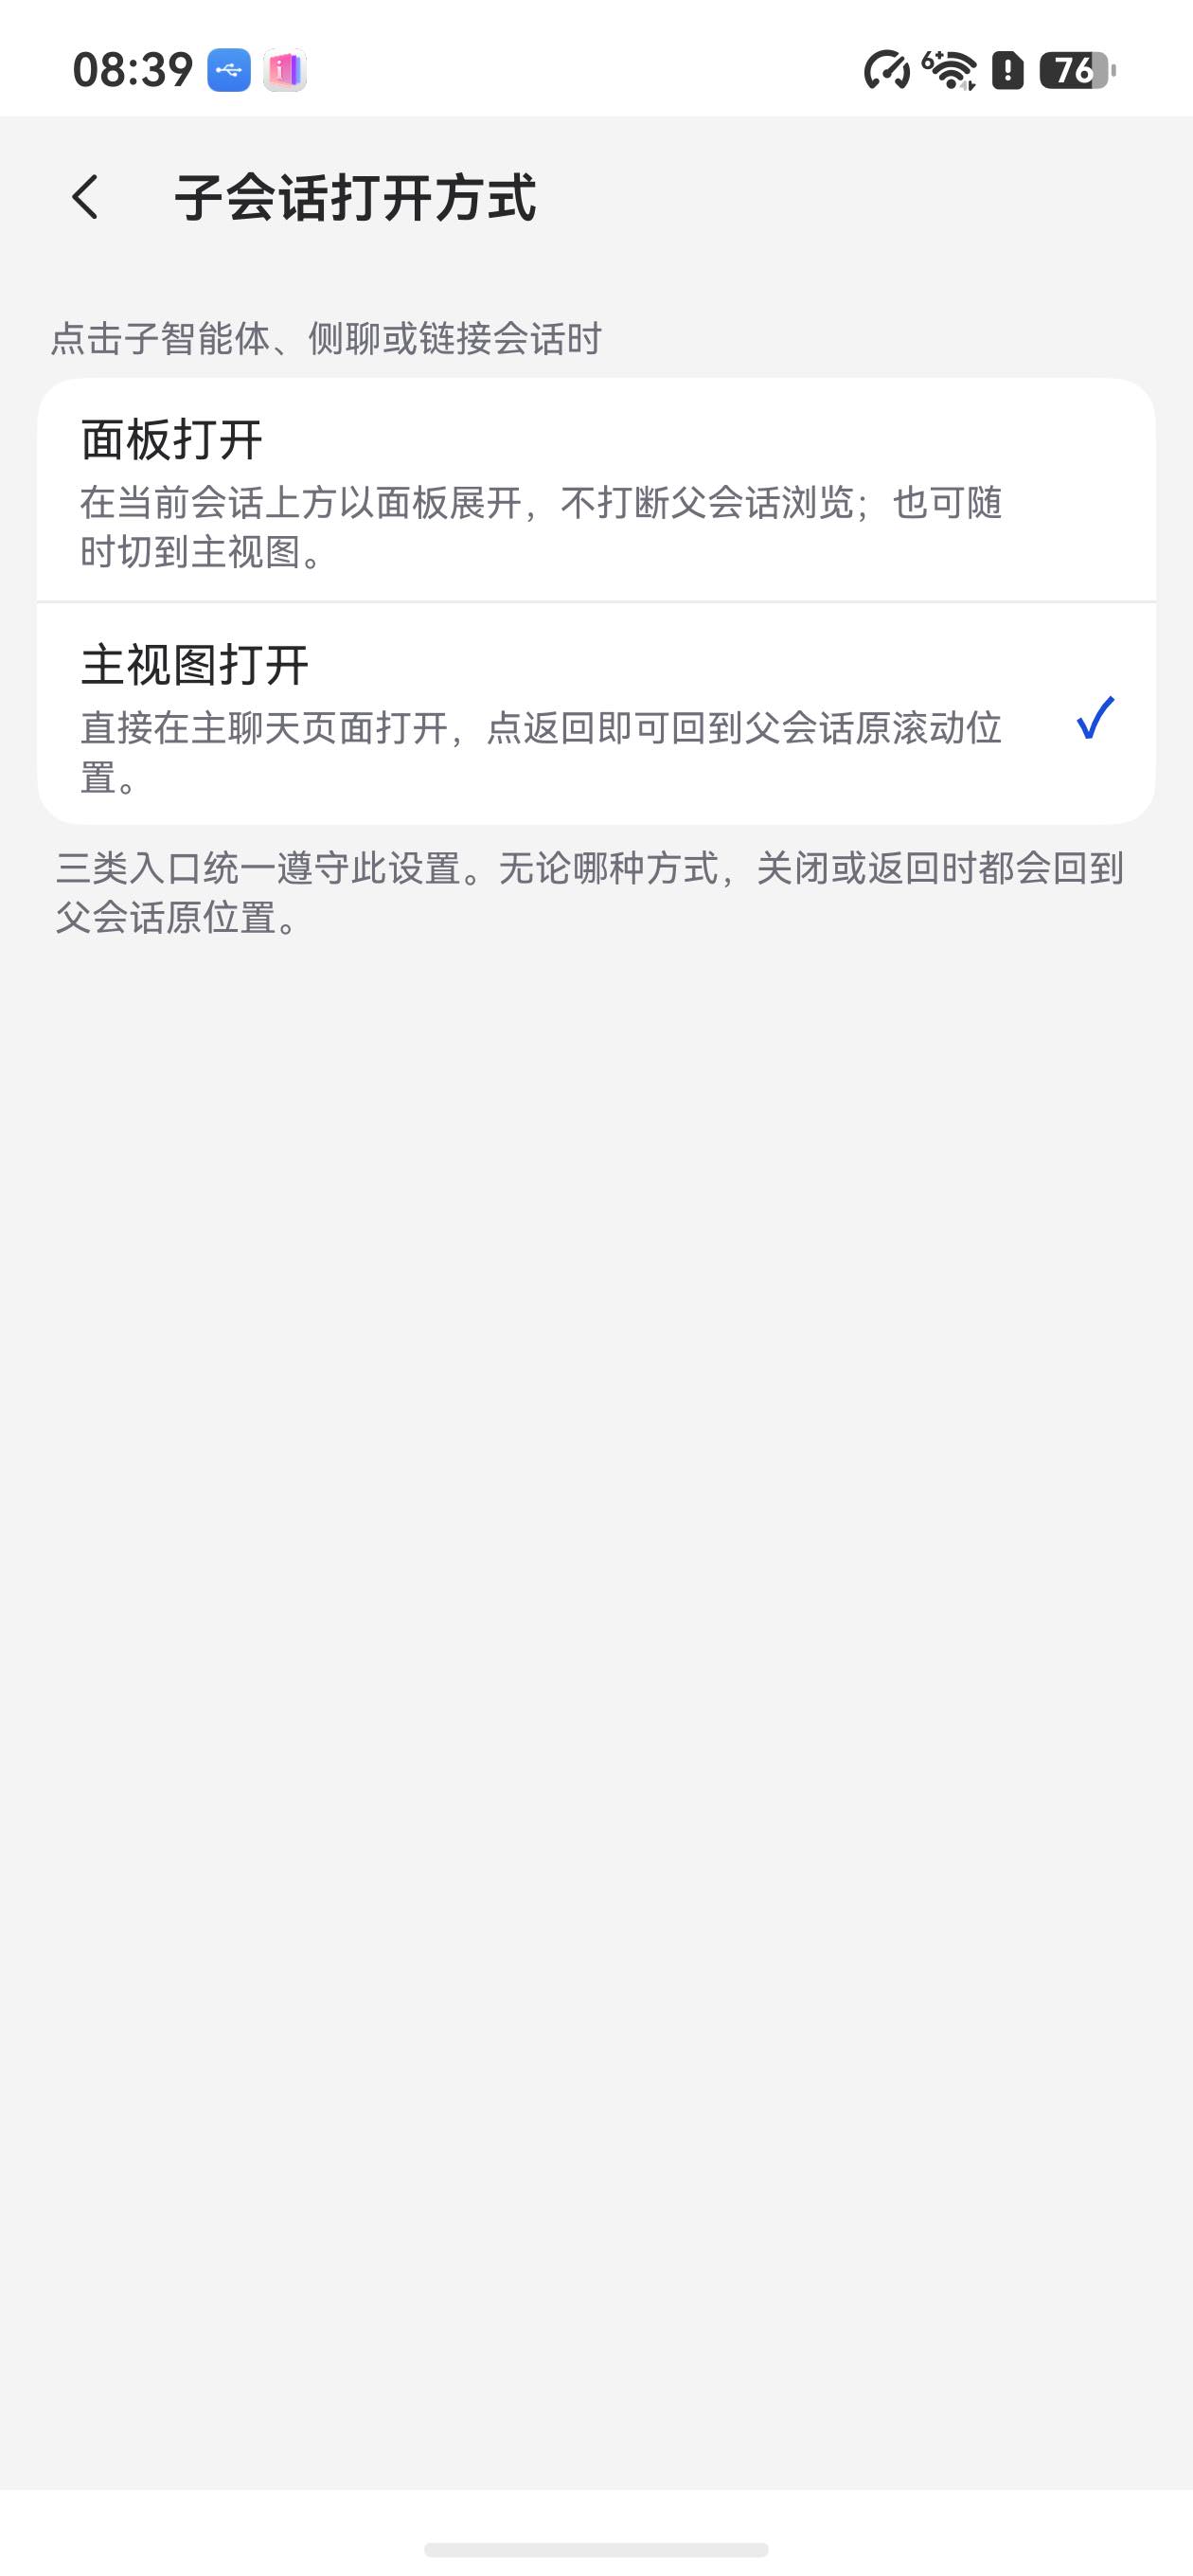 08:39
76
子会话打开方式
点击子智能体、侧聊或链接会话时
面板打开
在当前会话上方以面板展开，不打断父会话浏览；也可随
时切到主视图。
主视图打开
直接在主聊天页面打开，点返回即可回到父会话原滚动位
置。
三类入口统一遵守此设置。无论哪种方式，关闭或返回时都会回到
父会话原位置。